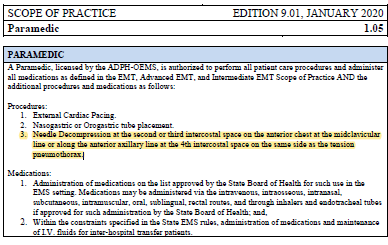 SCOPE OF PRACTICE EDITION 9.01, JANUARY 2020
Paramedic 1.05
PARAMEDIC
A Paramedic, licensed by the ADPH-OEMS, is authorized to perform all patient care procedures and administer
all medications as defined in the EMT, Advanced EMT, and Intermediate EMT Scope of Practice AND the
additional procedures and medications as follows:
Procedures:
1. External Cardiac Pacing.
2. Nasogastric or Orogastric tube placement.
3. Needle Decompression at the second or third intercostal space on the anterior chest at the midclavicular
line or along the anterior axillary line at the 4th intercostal space on the same side as the tension
pneumothorax.
Medications:
1. Administration of medications on the list approved by the State Board of Health for such use in the
EMS setting. Medications may be administered via the intravenous, intraosseous, intranasal,
subcutaneous, intramuscular, oral, sublingual, rectal routes, and through inhalers and endotracheal tubes
if approved for such administration by the State Board of Health; and,
2. Within the constraints specified in the State EMS rules, administration of medications and maintenance
of I.V. fluids for inter-hospital transfer patients.